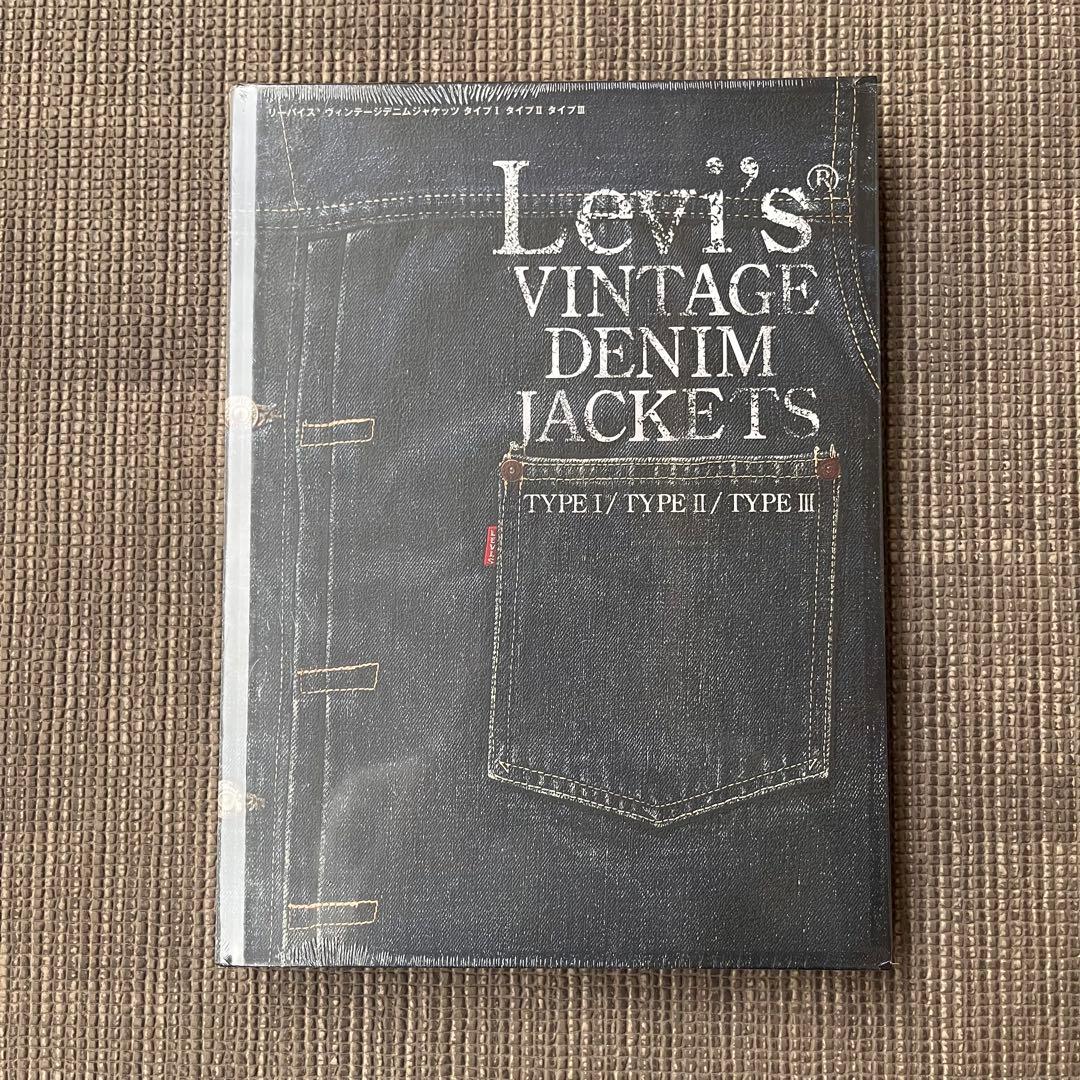 リーバイス® ヴィンテージデニムジャケッツ タイプⅠ タイプⅡ タイプⅢ
Levi's®
VINTAGE
DENIM
JACKETS
TYPE Ⅰ/ TYPE Ⅱ/ TYPE Ⅲ
LEVI'S